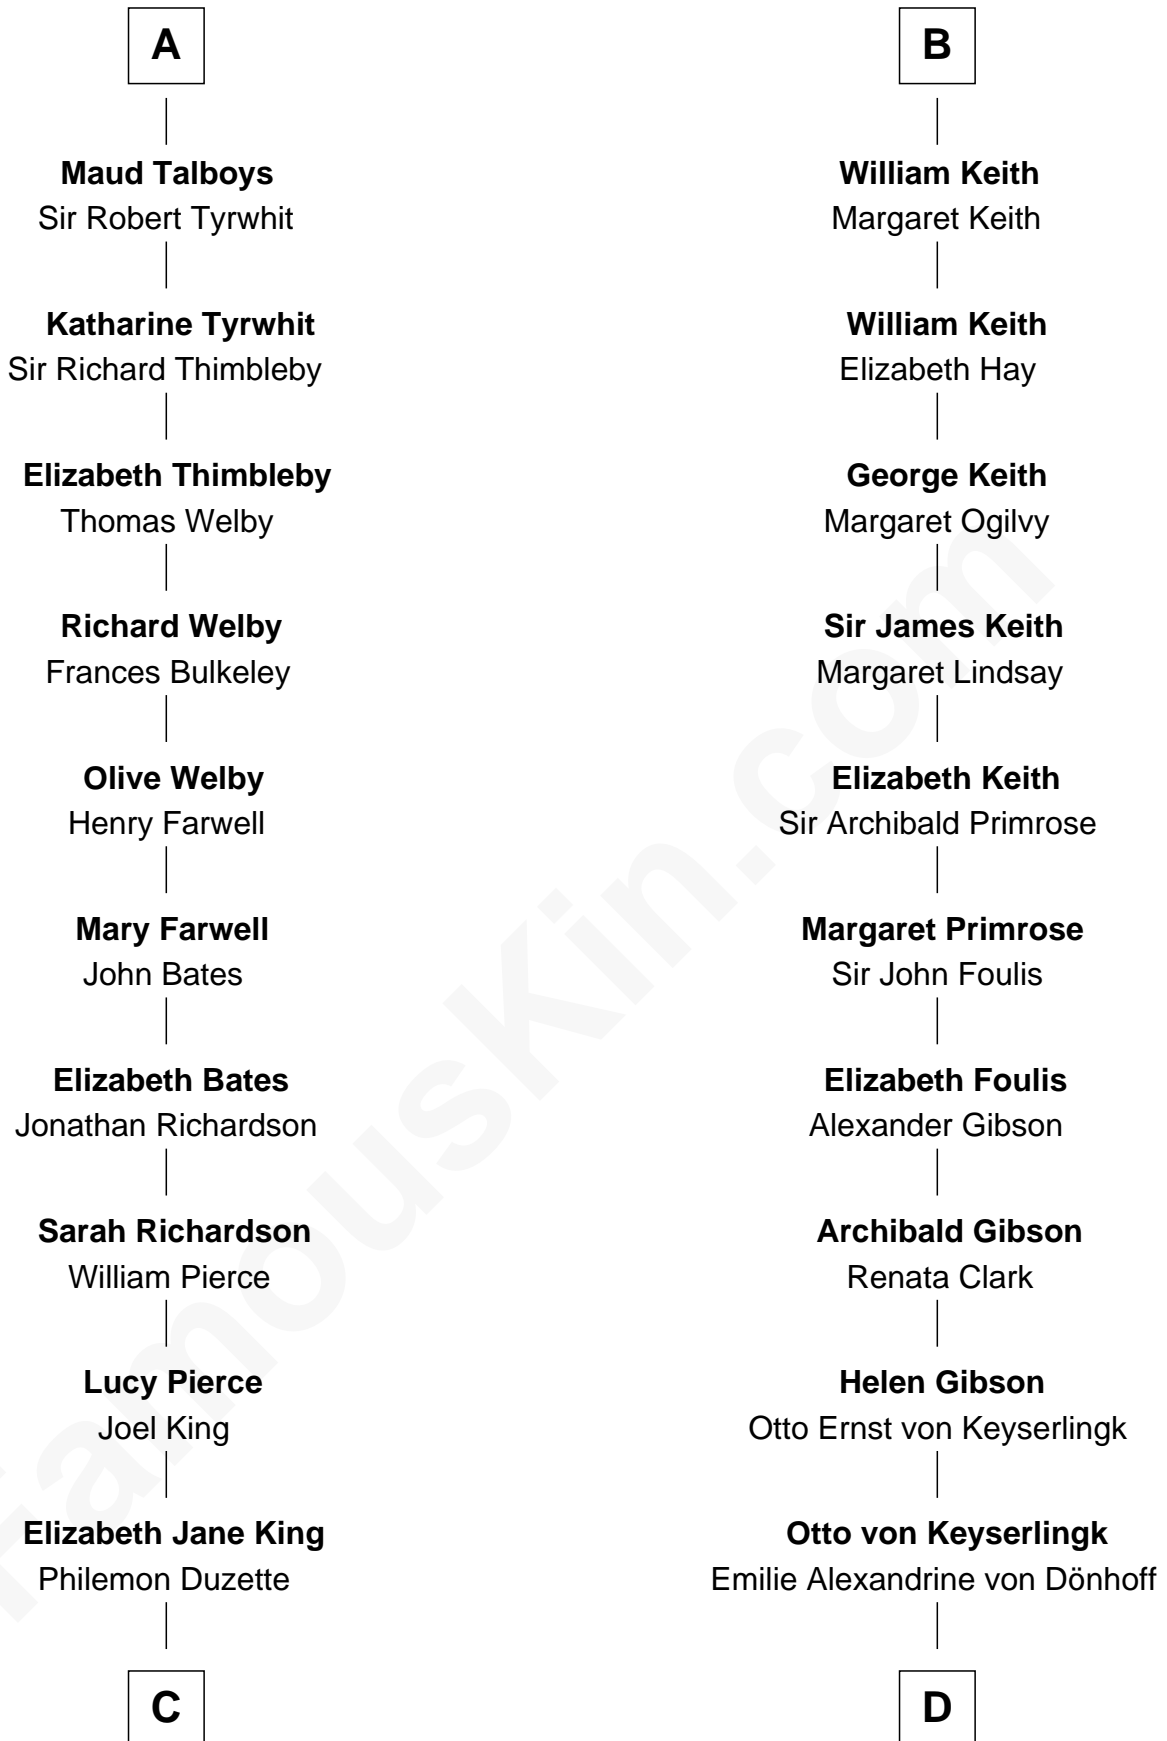 A
Maud Talboys
Sir Robert Tyrwhit
Katharine Tyrwhit
Sir Richard Thimbleby
Elizabeth Thimbleby
Thomas Welby
Richard Welby
Frances Bulkeley
Olive Welby
Henry Farwell
Mary Farwell
John Bates
Elizabeth Bates
Jonathan Richardson
Sarah Richardson
William Pierce
Lucy Pierce
Joel King
Elizabeth Jane King
Philemon Duzette
C
B
William Keith
Margaret Keith
William Keith
Elizabeth Hay
George Keith
Margaret Ogilvy
Sir James Keith
Margaret Lindsay
Elizabeth Keith
Sir Archibald Primrose
Margaret Primrose
Sir John Foulis
Elizabeth Foulis
Alexander Gibson
Archibald Gibson
Renata Clark
Helen Gibson
Otto Ernst von Keyserlingk
Otto von Keyserlingk
Emilie Alexandrine von Dönhoff
D
FamousKin.com